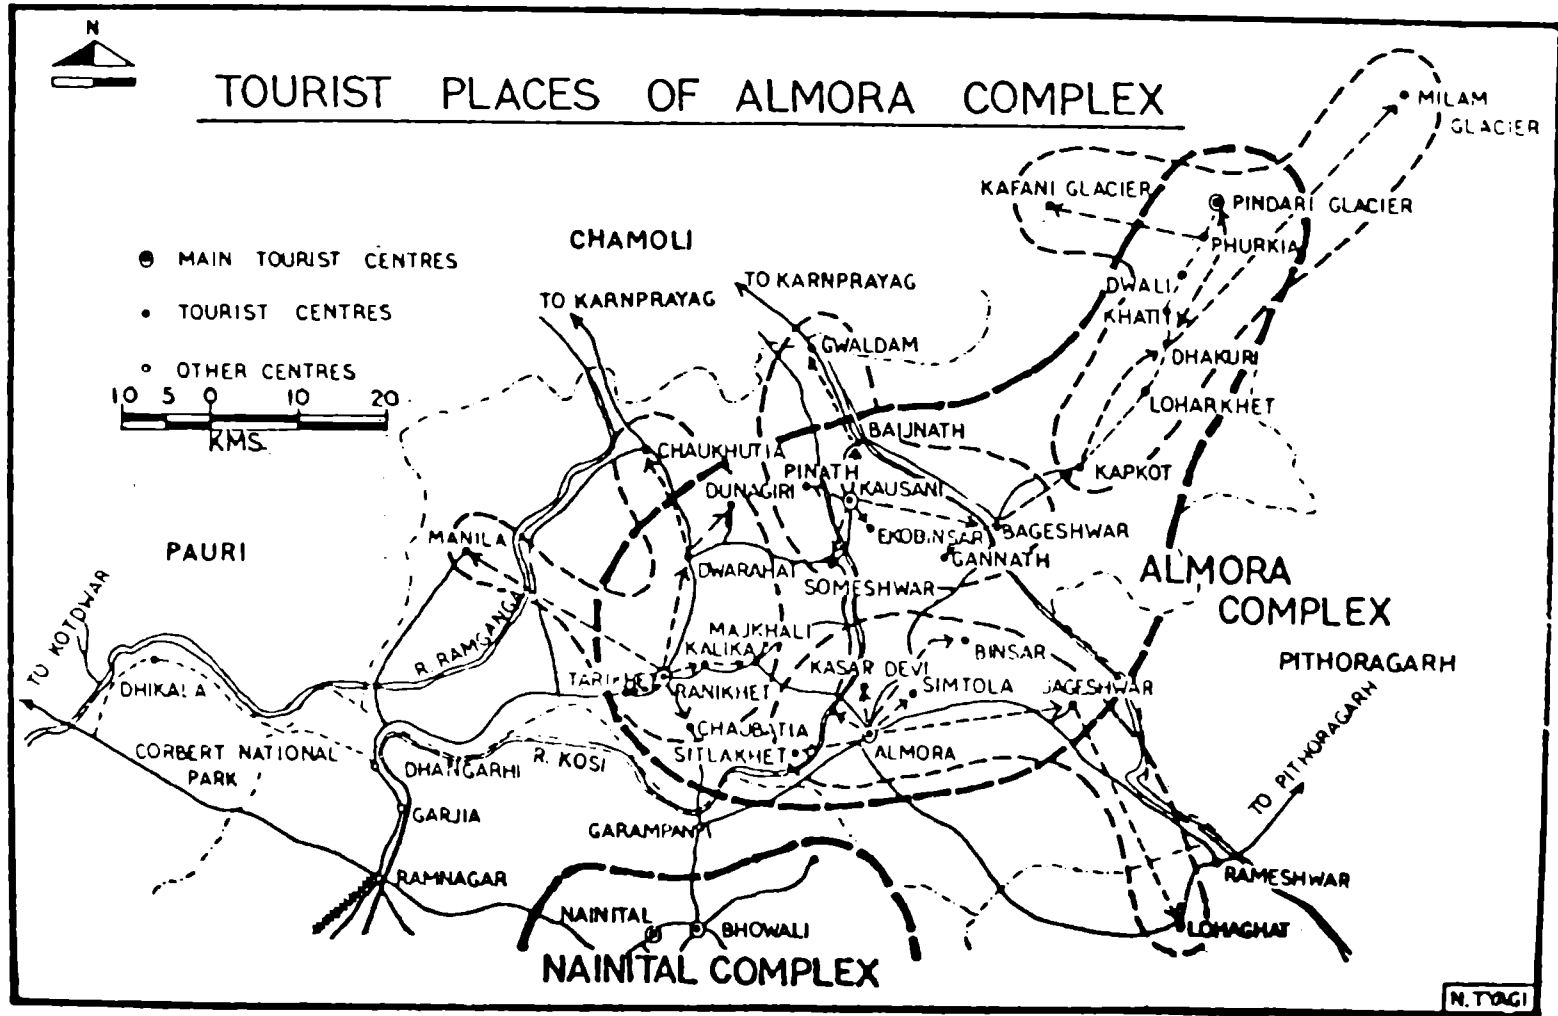 N
TOURIST PLACES OF ALMORA COMPLEX
MILAM
GLACIER
KAFANI GLACIER
PINDARI GLACIER
PHURKIA
CHAMOLI
MAIN TOURIST CENTRES
TO KARNPRAYAG
TO KARNPRAYAG
DWALI
TOURIST CENTRES
KHATI
GWALDAM
DHAKURI
OTHER CENTRES
10 5 0 10 20
KMS.
LOHARKHET
BAIJNATH
CHAUKHUTIA
PINATH
KAPKOT
DUNAGIRI
KAUSANI
MANILA
EKOBINSAR
BAGESHWAR
PAURI
GANNATH
DWARAHAT
ALMORA
COMPLEX
SOMESHWAR
TO KOTDWAR
R. RAMGANGA
MAJKHALI
KALIKA
BINSAR
KASAR DEVI
PITHORAGARH
DHIKALA
TARIKHET
RANIKHET
SIMTOLA
JAGESHWAR
CHAUBATIA
SITLAKHET
ALMORA
CORBERT NATIONAL
PARK
DHANGARHI
R. KOSI
TO PITHORAGARH
GARJIA
GARAMPANI
RAMNAGAR
RAMESHWAR
NAINITAL
BHOWALI
LOHAGHAT
NAINITAL COMPLEX
N. TYAGI